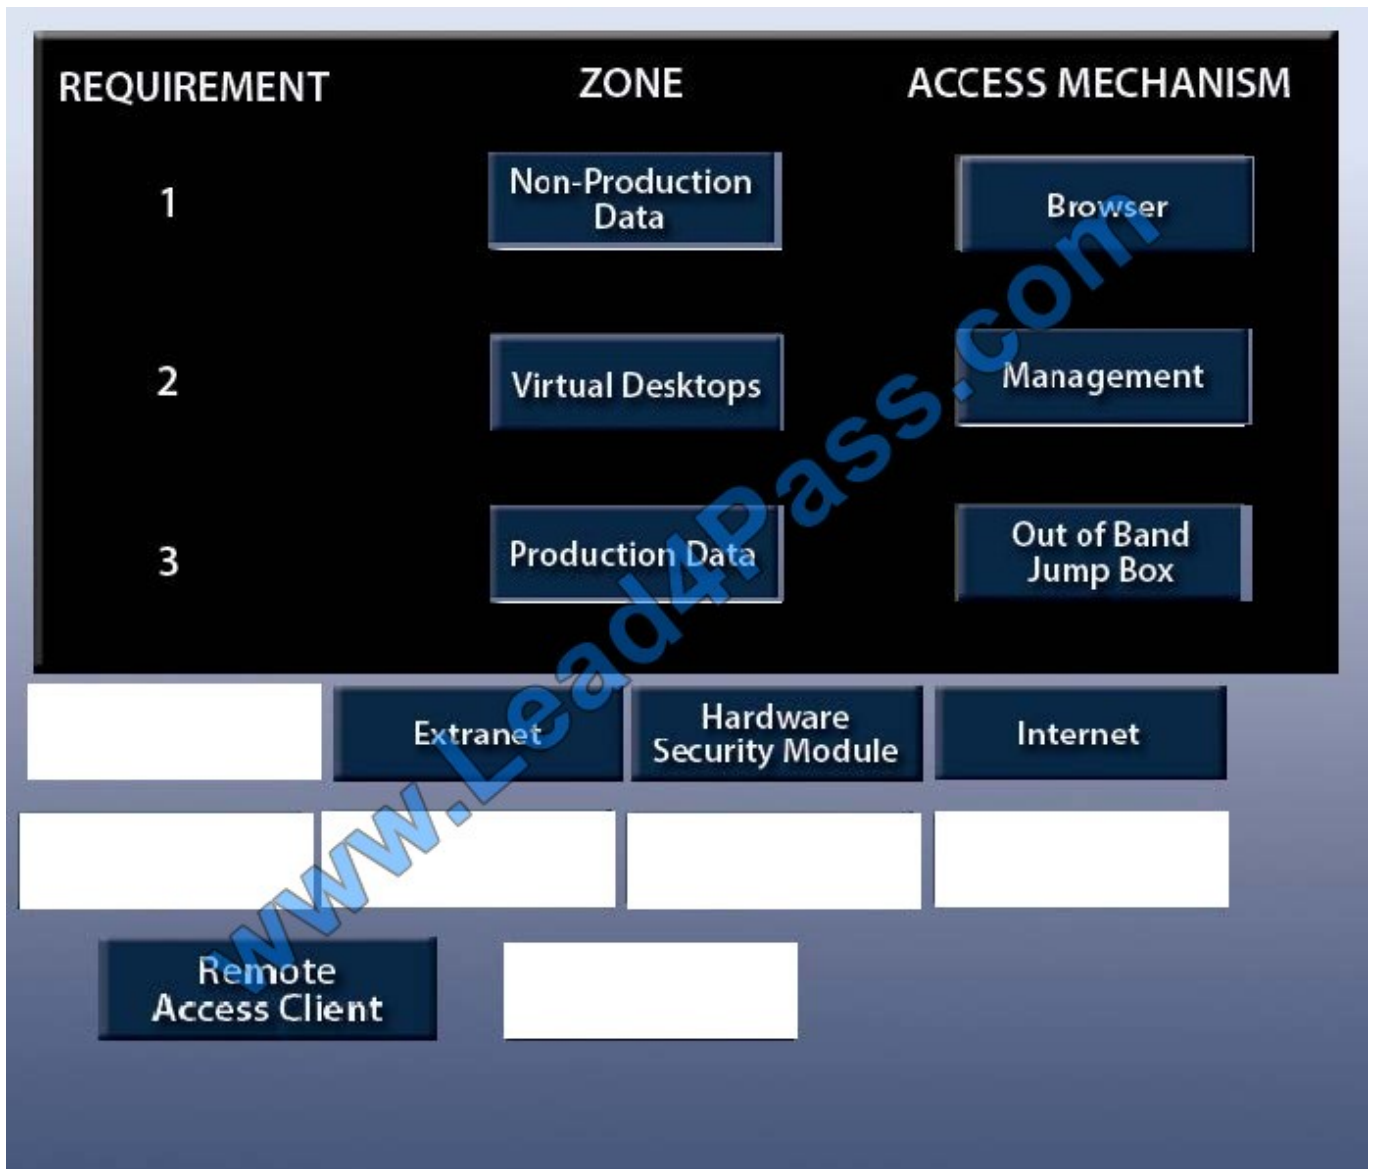 REQUIREMENT ZONE ACCESS MECHANISM
1
Non-Production
Data
Browser
2
Virtual Desktops
Management
3
Production Data
Out of Band
Jump Box
Extranet
Hardware
Security Module
Internet
Remote
Access Client
www.Lead4Pass.com